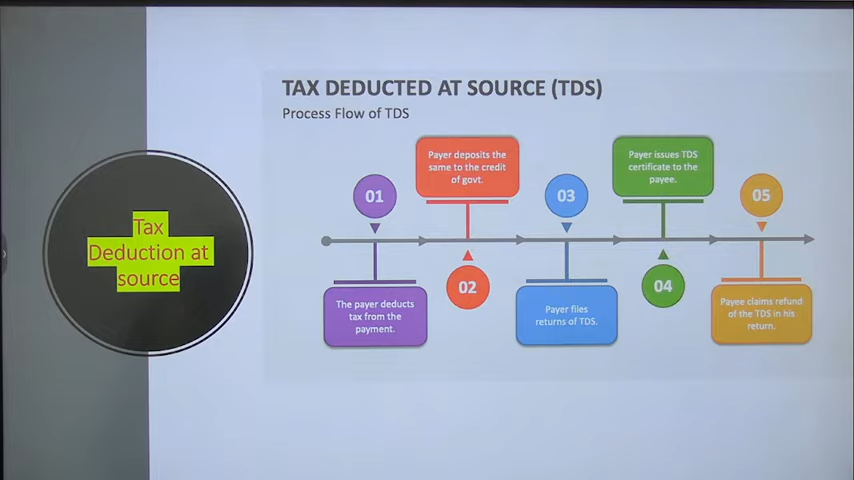 TAX DEDUCTED AT SOURCE (TDS)
Process Flow of TDS
Tax
Deduction at
source
01
The payer deducts
tax from the
payment.
Payer deposits the
same to the credit
of govt.
02
03
Payer files
returns of TDS.
Payer issues TDS
certificate to the
payee.
04
05
Payee claims refund
of the TDS in his
return.